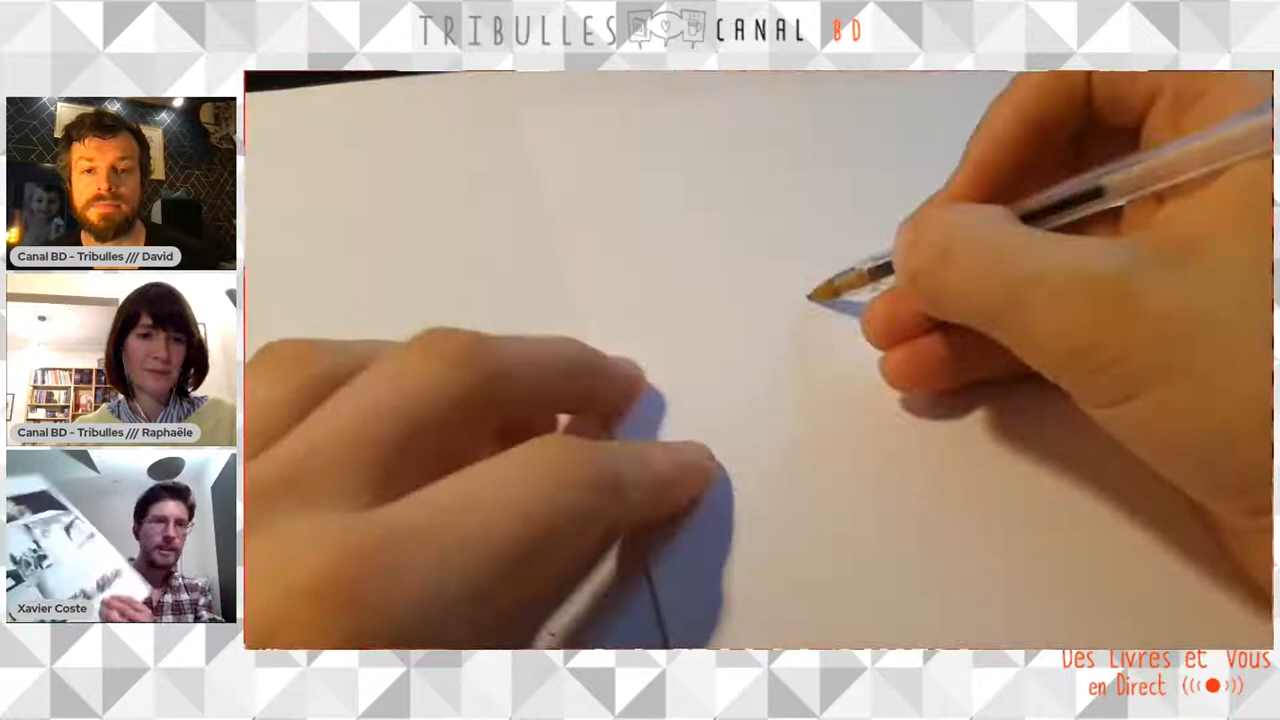 TRIBULLES CANAL BD
Canal BD - Tribulles /// David
Canal BD - Tribulles /// Raphaële
Xavier Coste
Des Livres et Vous
en Direct